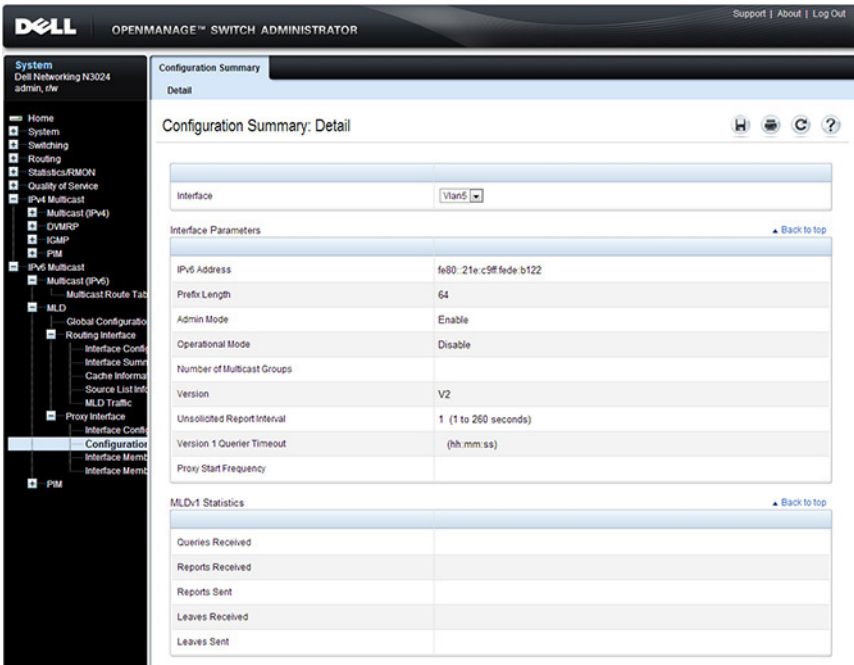 DELL
OPENMANAGE™ SWITCH ADMINISTRATOR
Support | About | Log Out
System
Dell Networking N3024
admin, r/w
Home
System
Switching
Routing
Statistics/RMON
Quality of Service
IPv4 Multicast
Multicast (IPv4)
DVMRP
IGMP
PIM
IPv6 Multicast
Multicast (IPv6)
Multicast Route Tab
MLD
Global Configuratio
Routing Interface
Interface Confi
Interface Summ
Cache Informa
Source List Info
MLD Traffic
Proxy Interface
Interface Confi
Configuration
Interface Memb
Interface Memb
PIM
Configuration Summary
Detail
Configuration Summary: Detail
Interface Vlan5
Interface Parameters Back to top
IPv6 Address fe80::21e:c9ff:fede:b122
Prefix Length 64
Admin Mode Enable
Operational Mode Disable
Number of Multicast Groups
Version V2
Unsolicited Report Interval 1 (1 to 260 seconds)
Version 1 Querier Timeout (hh:mm:ss)
Proxy Start Frequency
MLDv1 Statistics Back to top
Queries Received
Reports Received
Reports Sent
Leaves Received
Leaves Sent